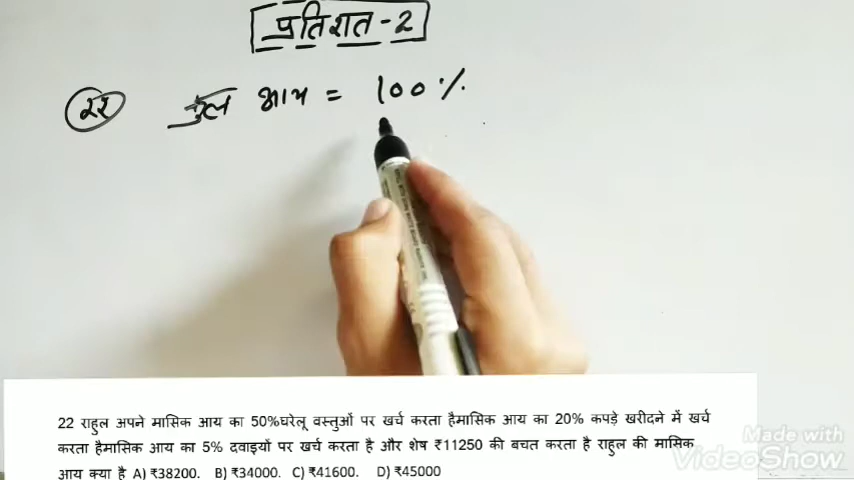 प्रतिशत - 2
22 कुल आय = 100%
22 राहुल अपने मासिक आय का 50%घरेलू वस्तुओं पर खर्च करता हैमासिक आय का 20% कपड़े खरीदने में खर्च
करता हैमासिक आय का 5% दवाइयों पर खर्च करता है और शेष ₹11250 की बचत करता है राहुल की मासिक
आय क्या है A) ₹38200. B) ₹34000. C) ₹41600. D) ₹45000
Made with
VideoShow